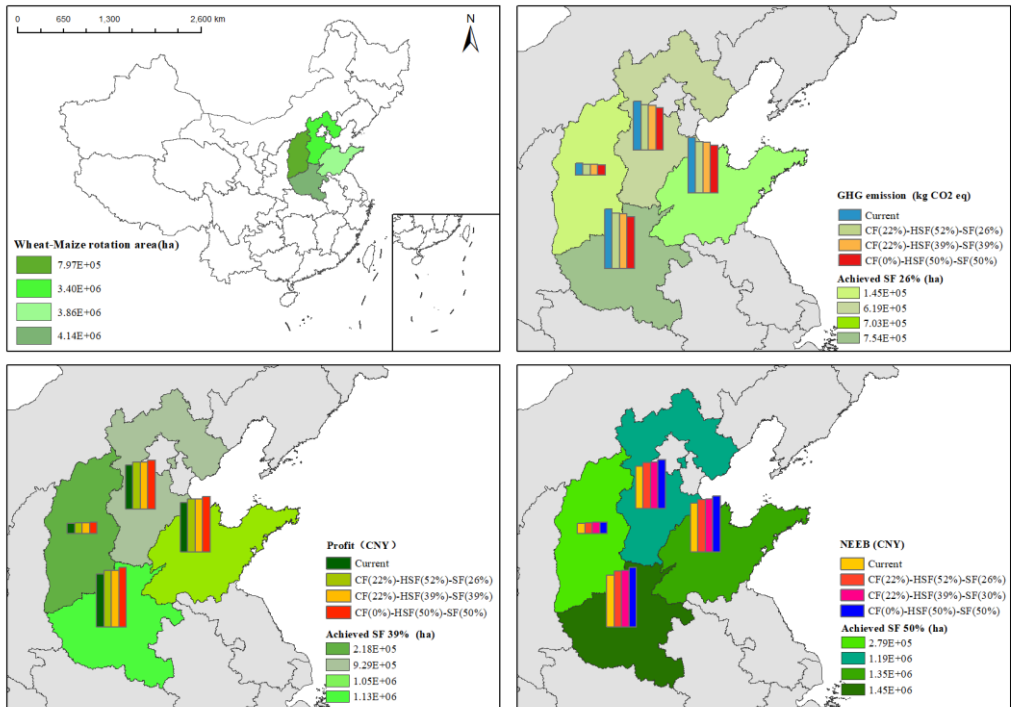 0 650 1,300 2,600 km
N
Wheat-Maize rotation area(ha)
7.97E+05
3.40E+06
3.86E+06
4.14E+06
GHG emission (kg CO2 eq)
Current
CF(22%)-HSF(52%)-SF(26%)
CF(22%)-HSF(39%)-SF(39%)
CF(0%)-HSF(50%)-SF(50%)
Achieved SF 26% (ha)
1.45E+05
6.19E+05
7.03E+05
7.54E+05
Profit（CNY）
Current
CF(22%)-HSF(52%)-SF(26%)
CF(22%)-HSF(39%)-SF(39%)
CF(0%)-HSF(50%)-SF(50%)
Achieved SF 39% (ha)
2.18E+05
9.29E+05
1.05E+06
1.13E+06
NEEB (CNY)
Current
CF(22%)-HSF(52%)-SF(26%)
CF(22%)-HSF(39%)-SF(30%)
CF(0%)-HSF(50%)-SF(50%)
Achieved SF 50% (ha)
2.79E+05
1.19E+06
1.35E+06
1.45E+06